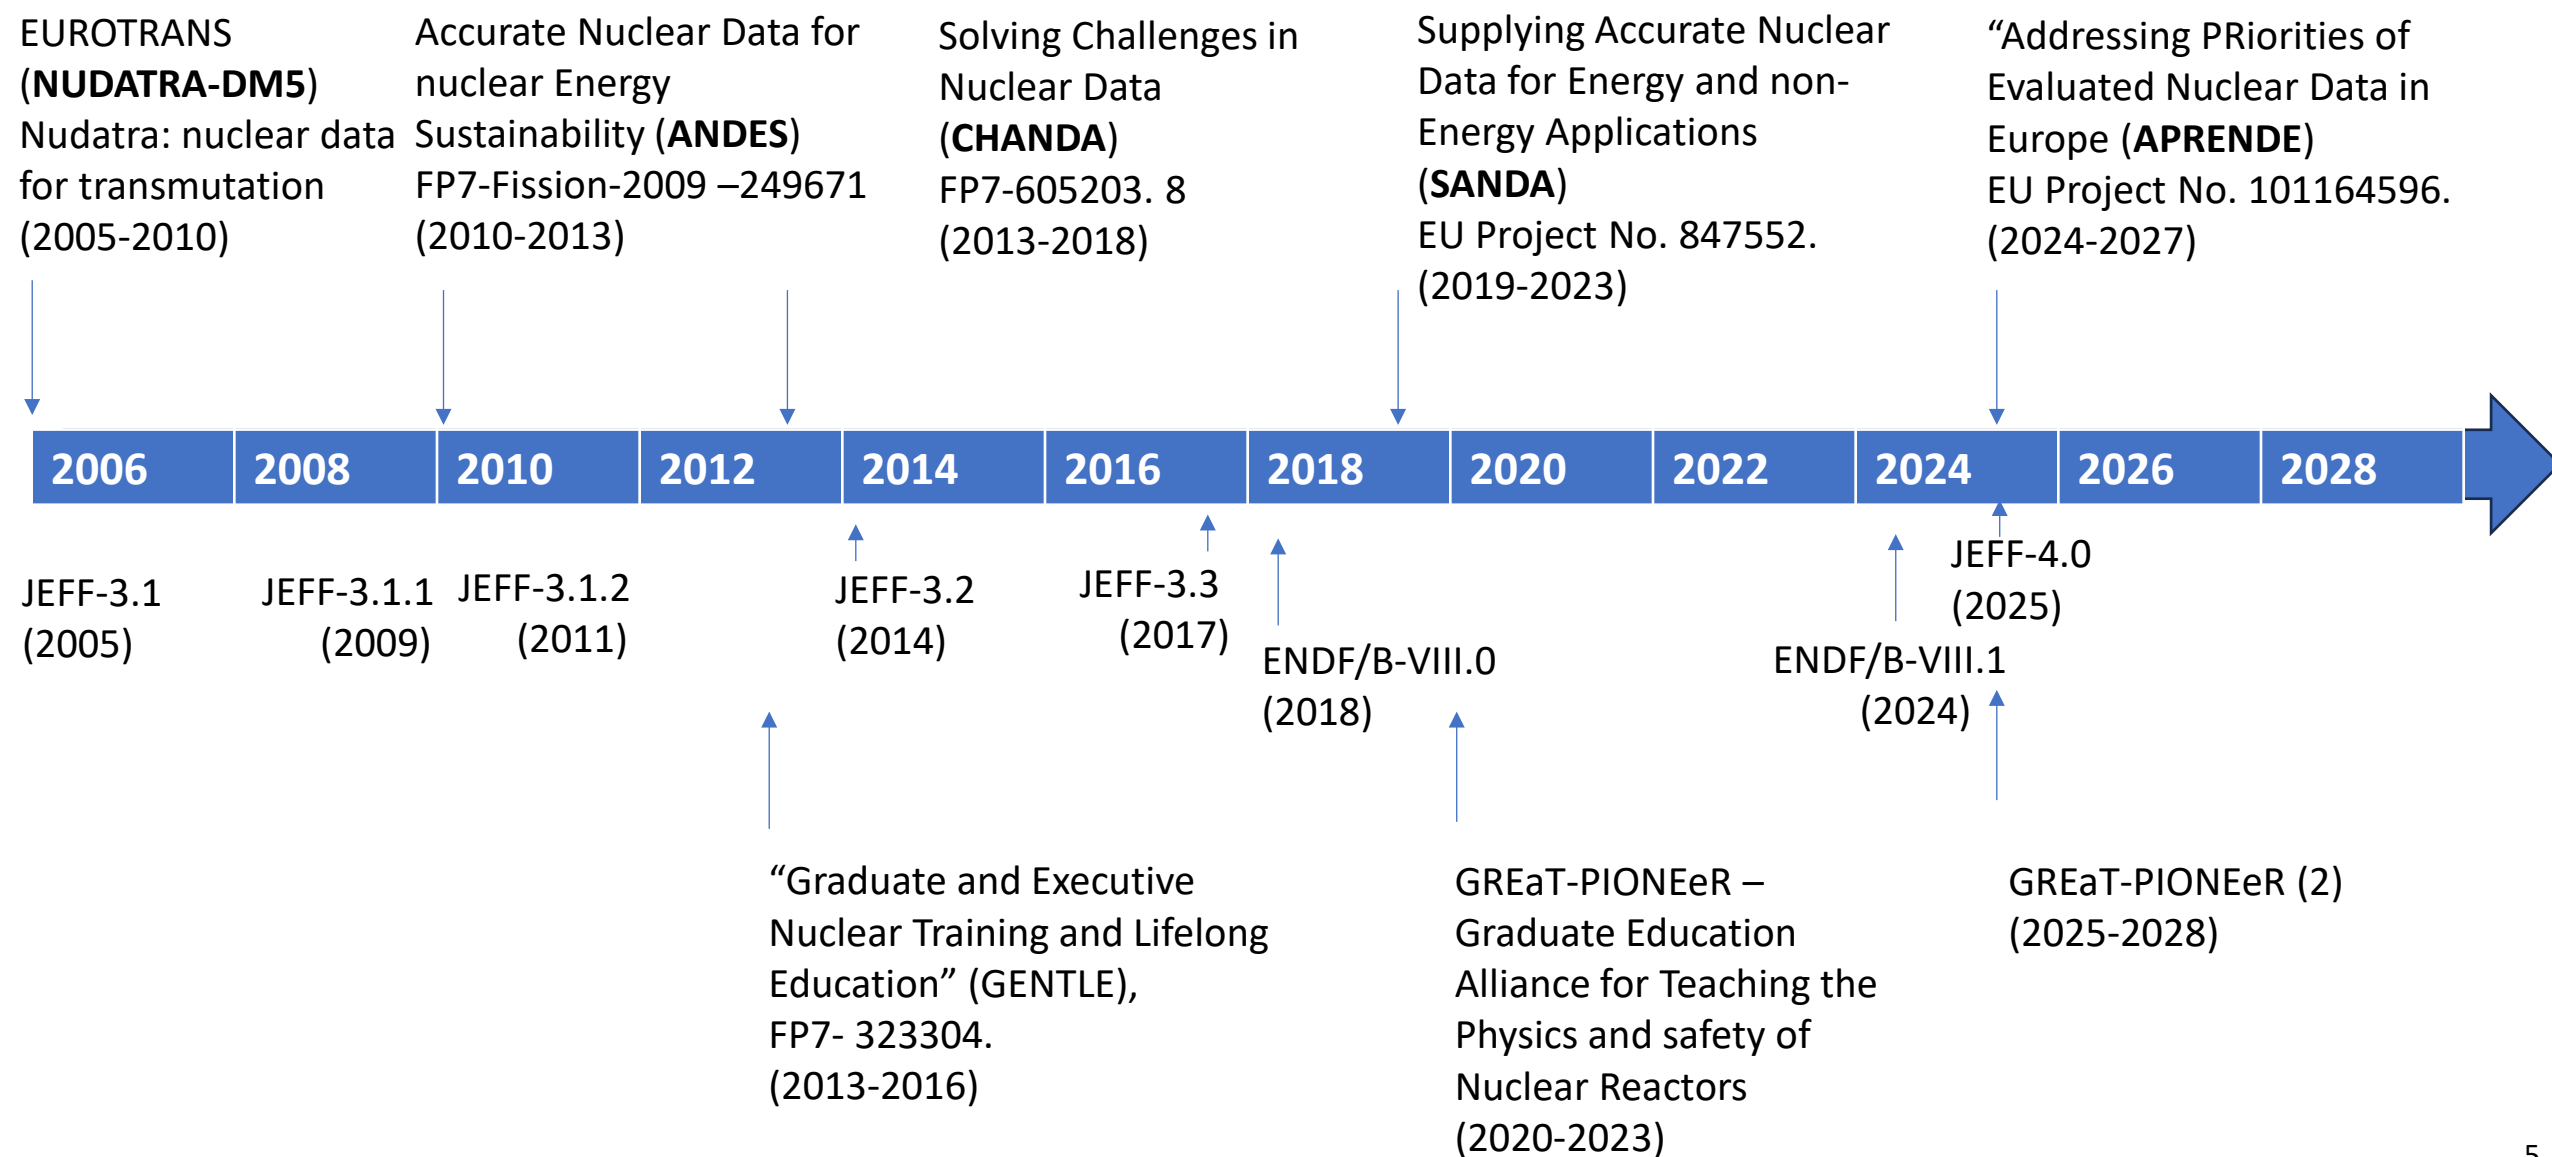 EUROTRANS
(NUDATRA-DM5)
Nudatra: nuclear data
for transmutation
(2005-2010)
Accurate Nuclear Data for
nuclear Energy
Sustainability (ANDES)
FP7-Fission-2009 –249671
(2010-2013)
Solving Challenges in
Nuclear Data
(CHANDA)
FP7-605203. 8
(2013-2018)
Supplying Accurate Nuclear
Data for Energy and non-
Energy Applications
(SANDA)
EU Project No. 847552.
(2019-2023)
“Addressing PRiorities of
Evaluated Nuclear Data in
Europe (APRENDE)
EU Project No. 101164596.
(2024-2027)
2006
2008
2010
2012
2014
2016
2018
2020
2022
2024
2026
2028
JEFF-3.1
(2005)
JEFF-3.1.1
(2009)
JEFF-3.1.2
(2011)
JEFF-3.2
(2014)
JEFF-3.3
(2017)
ENDF/B-VIII.0
(2018)
ENDF/B-VIII.1
(2024)
JEFF-4.0
(2025)
“Graduate and Executive
Nuclear Training and Lifelong
Education” (GENTLE),
FP7- 323304.
(2013-2016)
GREaT-PIONEeR –
Graduate Education
Alliance for Teaching the
Physics and safety of
Nuclear Reactors
(2020-2023)
GREaT-PIONEeR (2)
(2025-2028)
5